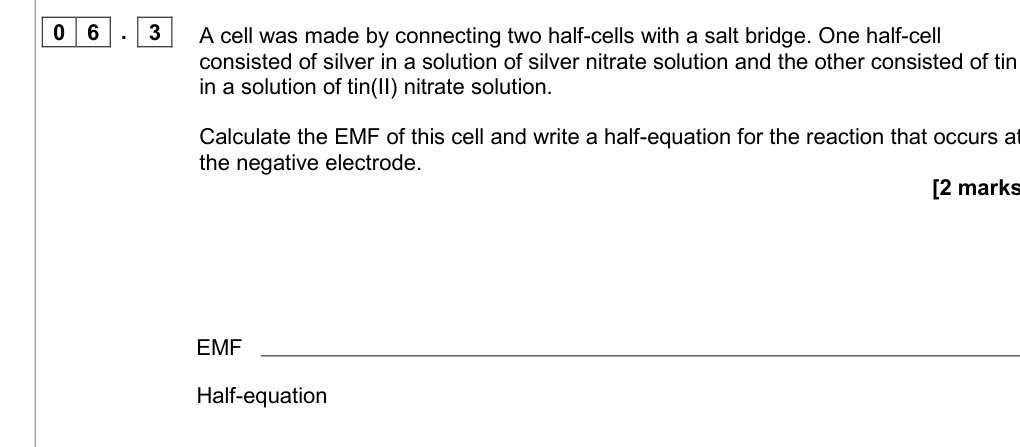 0 6 . 3 A cell was made by connecting two half-cells with a salt bridge. One half-cell
consisted of silver in a solution of silver nitrate solution and the other consisted of tin
in a solution of tin(II) nitrate solution.
Calculate the EMF of this cell and write a half-equation for the reaction that occurs at
the negative electrode.
[2 marks
EMF
Half-equation